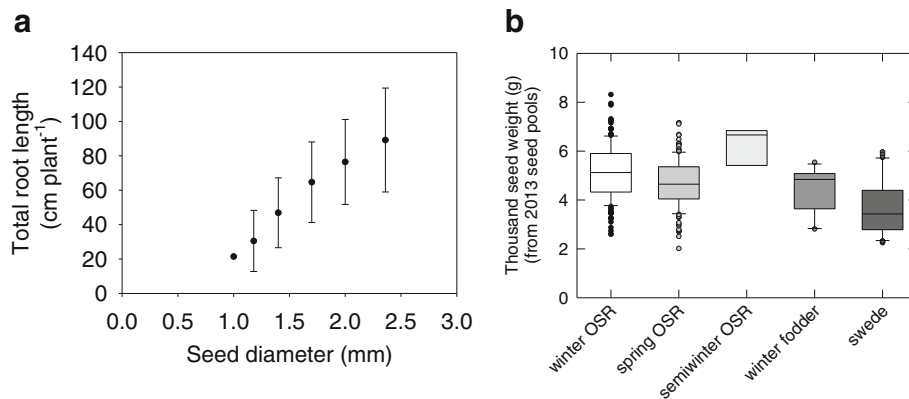 a
Total root length
(cm plant-1)
140
120
100
80
60
40
20
0
0.0 0.5 1.0 1.5 2.0 2.5 3.0
Seed diameter (mm)
b
Thousand seed weight (g)
(from 2013 seed pools)
10
8
6
4
2
0
winter OSR
spring OSR
semiwinter OSR
winter fodder
swede